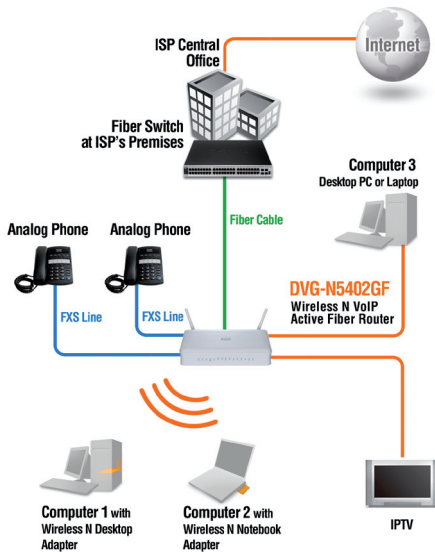 ISP Central
Office
Internet
Fiber Switch
at ISP's Premises
Computer 3
Desktop PC or Laptop
Fiber Cable
Analog Phone
Analog Phone
FXS Line
FXS Line
DVG-N5402GF
Wireless N VoIP
Active Fiber Router
Computer 1 with
Wireless N Desktop
Adapter
Computer 2 with
Wireless N Notebook
Adapter
IPTV